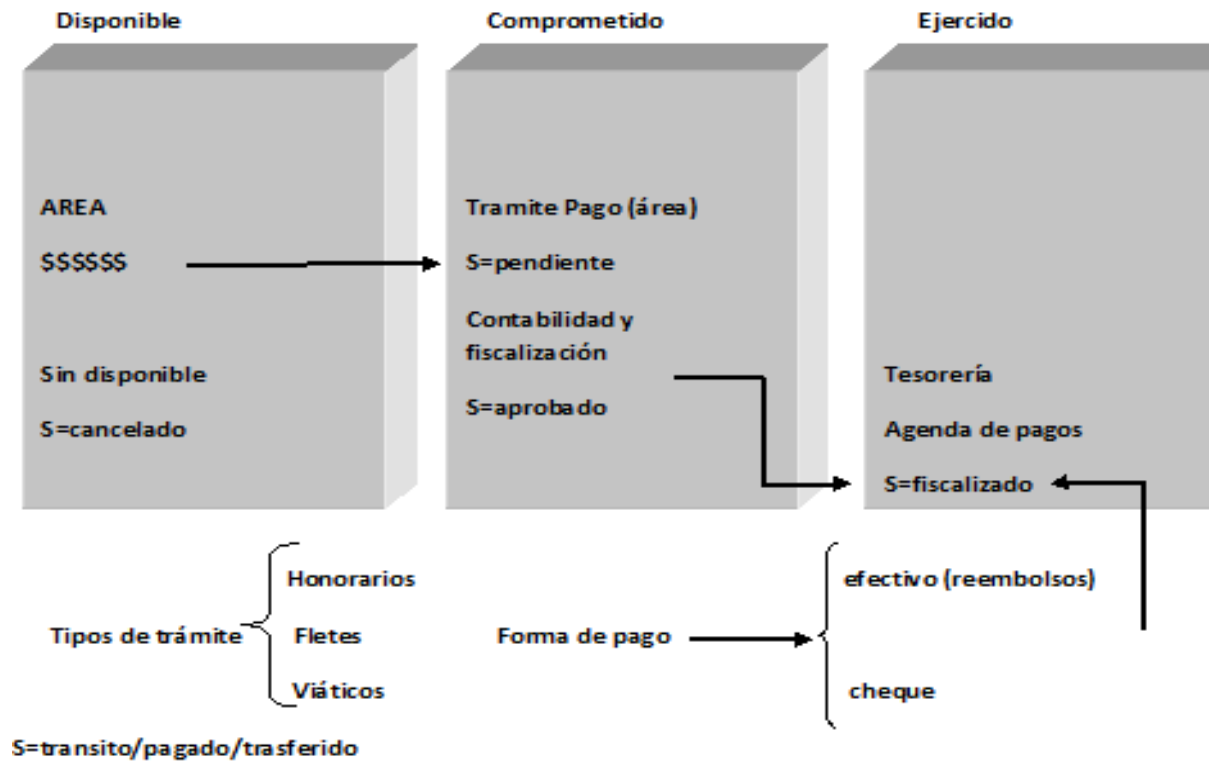 Disponible
Comprometido
Ejercido
AREA
$$$$$$
Sin disponible
S=cancelado
Tramite Pago (área)
S=pendiente
Contabilidad y
fiscalización
S=aprobado
Tesorería
Agenda de pagos
S=fiscalizado
Tipos de trámite
Honorarios
Fletes
Viáticos
Forma de pago
efectivo (reembolsos)
cheque
S=transito/pagado/trasferido